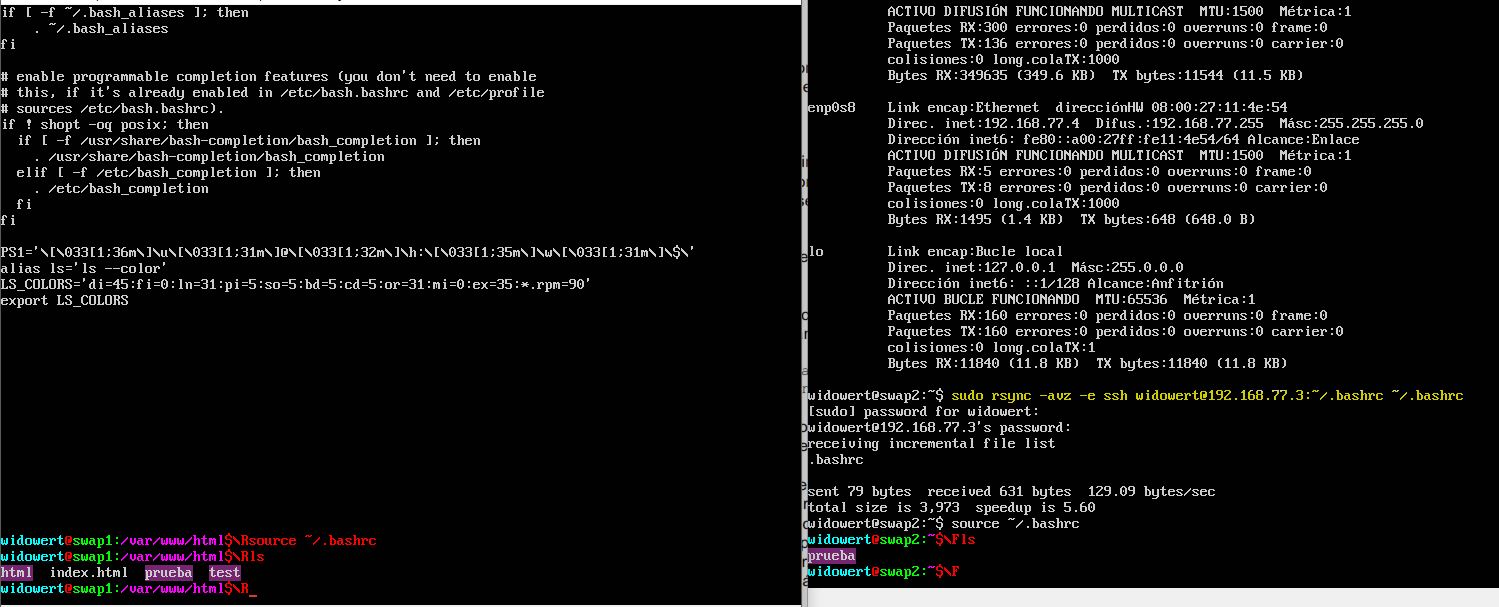 if [ -f ~/.bash_aliases ]; then
    . ~/.bash_aliases
fi
# enable programmable completion features (you don't need to enable
# this, if it's already enabled in /etc/bash.bashrc and /etc/profile
# sources /etc/bash.bashrc).
if ! shopt -oq posix; then
  if [ -f /usr/share/bash-completion/bash_completion ]; then
    . /usr/share/bash-completion/bash_completion
  elif [ -f /etc/bash_completion ]; then
    . /etc/bash_completion
  fi
fi
PS1='\[\033[1;36m\]\u\[\033[1;31m\]@\[\033[1;32m\]\h:\[\033[1;35m\]\w\[\033[1;31m\]\$\'
alias ls='ls --color'
LS_COLORS='di=45:fi=0:ln=31:pi=5:so=5:bd=5:cd=5:or=31:mi=0:ex=35:*.rpm=90'
export LS_COLORS
widowert@swap1:/var/www/html$\Rsource ~/.bashrc
widowert@swap1:/var/www/html$\Rls
html  index.html  prueba  test
widowert@swap1:/var/www/html$\R_
ACTIVO DIFUSIÓN FUNCIONANDO MULTICAST  MTU:1500  Métrica:1
Paquetes RX:300 errores:0 perdidos:0 overruns:0 frame:0
Paquetes TX:136 errores:0 perdidos:0 overruns:0 carrier:0
colisiones:0 long.colaTX:1000
Bytes RX:349635 (349.6 KB)  TX bytes:11544 (11.5 KB)
enp0s8    Link encap:Ethernet  direcciónHW 08:00:27:11:4e:54
Direc. inet:192.168.77.4  Difus.:192.168.77.255  Másc:255.255.255.0
Dirección inet6: fe80::a00:27ff:fe11:4e54/64 Alcance:Enlace
ACTIVO DIFUSIÓN FUNCIONANDO MULTICAST  MTU:1500  Métrica:1
Paquetes RX:5 errores:0 perdidos:0 overruns:0 frame:0
Paquetes TX:8 errores:0 perdidos:0 overruns:0 carrier:0
colisiones:0 long.colaTX:1000
Bytes RX:1495 (1.4 KB)  TX bytes:648 (648.0 B)
lo        Link encap:Bucle local
Direc. inet:127.0.0.1  Másc:255.0.0.0
Dirección inet6: ::1/128 Alcance:Anfitrión
ACTIVO BUCLE FUNCIONANDO  MTU:65536  Métrica:1
Paquetes RX:160 errores:0 perdidos:0 overruns:0 frame:0
Paquetes TX:160 errores:0 perdidos:0 overruns:0 carrier:0
colisiones:0 long.colaTX:1
Bytes RX:11840 (11.8 KB)  TX bytes:11840 (11.8 KB)
widowert@swap2:~$ sudo rsync -avz -e ssh widowert@192.168.77.3:~/.bashrc ~/.bashrc
[sudo] password for widowert:
widowert@192.168.77.3's password:
receiving incremental file list
.bashrc
sent 79 bytes  received 631 bytes  129.09 bytes/sec
total size is 3,973  speedup is 5.60
widowert@swap2:~$ source ~/.bashrc
widowert@swap2:~$\Fls
prueba
widowert@swap2:~$\F